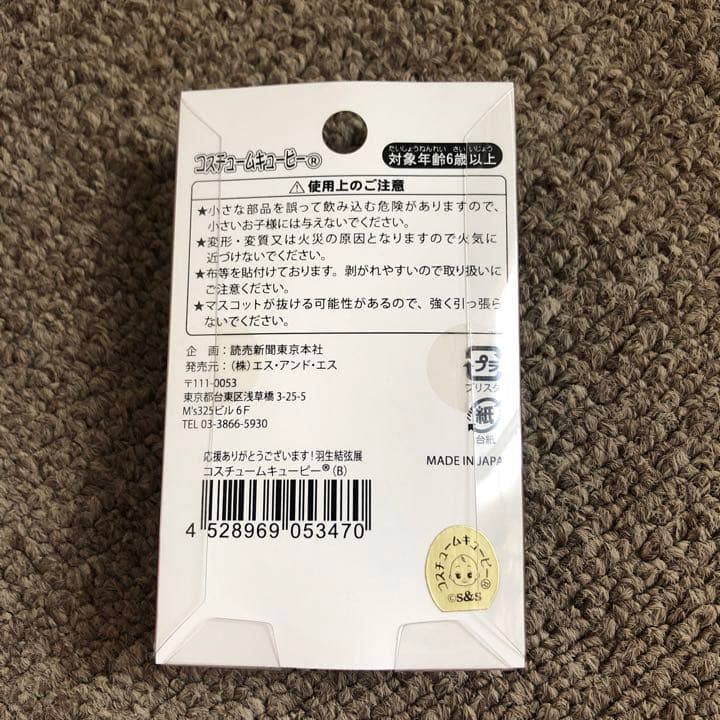 コスチュームキューピー®
たいしょうねんれい さい いじょう
対象年齢6歳以上
⚠使用上のご注意
★小さな部品を誤って飲み込む危険がありますので、
小さいお子様には与えないでください。
★変形・変質又は火災の原因となりますので火気に
近づけないでください。
★布等を貼付けております。剥がれやすいので取り扱いに
ご注意ください。
★マスコットが抜ける可能性があるので、強く引っ張ら
ないでください。
企　画：読売新聞東京本社
発売元：（株）エス・アンド・エス
〒111-0053
東京都台東区浅草橋 3-25-5
M's325ビル 6F
TEL 03-3866-5930
プラ
ブリスタ
紙
台紙
応援ありがとうございます！羽生結弦展
コスチュームキューピー®（B）
MADE IN JAPA
4 528969 053470
コスチュームキューピー®
©S&S